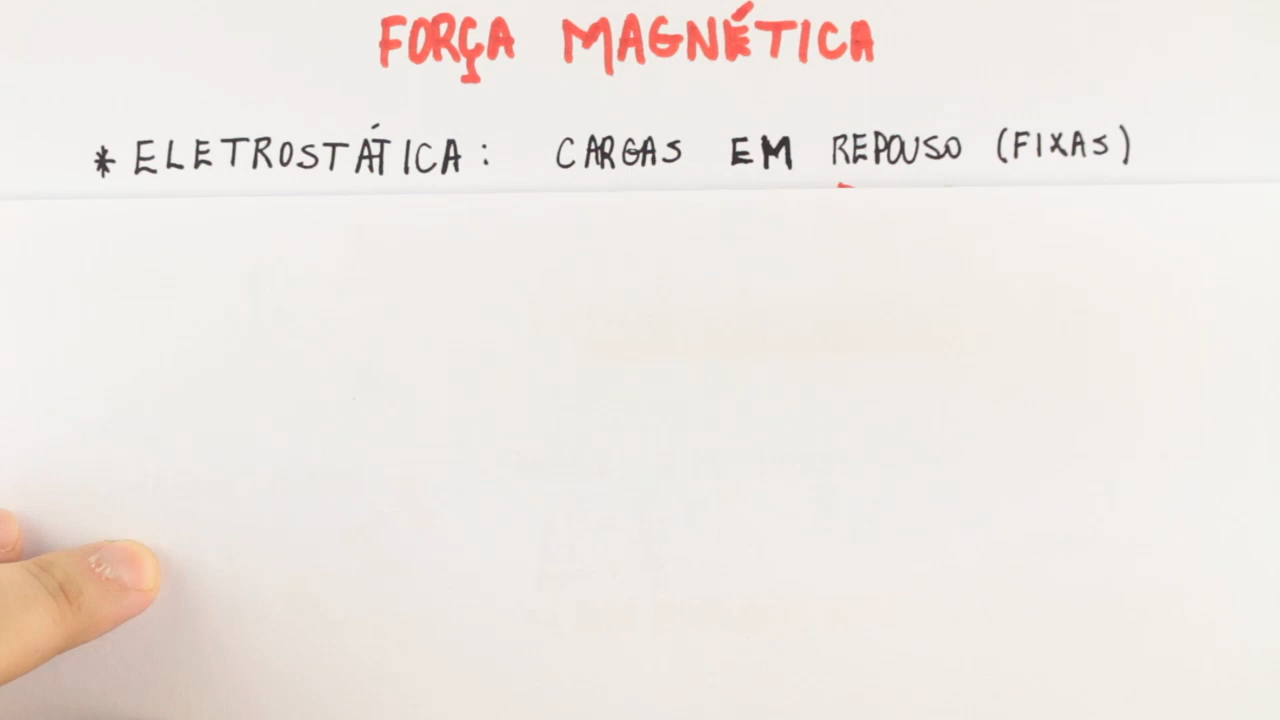 FORÇA MAGNÉTICA
* ELETROSTÁTICA: CARGAS EM REPOUSO (FIXAS)